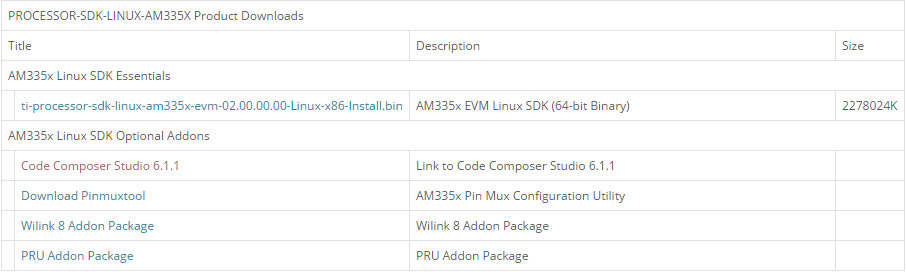 PROCESSOR-SDK-LINUX-AM335X Product Downloads
Title Description Size
AM335x Linux SDK Essentials
ti-processor-sdk-linux-am335x-evm-02.00.00.00-Linux-x86-Install.bin AM335x EVM Linux SDK (64-bit Binary) 2278024K
AM335x Linux SDK Optional Addons
Code Composer Studio 6.1.1 Link to Code Composer Studio 6.1.1
Download Pinmuxtool AM335x Pin Mux Configuration Utility
Wilink 8 Addon Package Wilink 8 Addon Package
PRU Addon Package PRU Addon Package